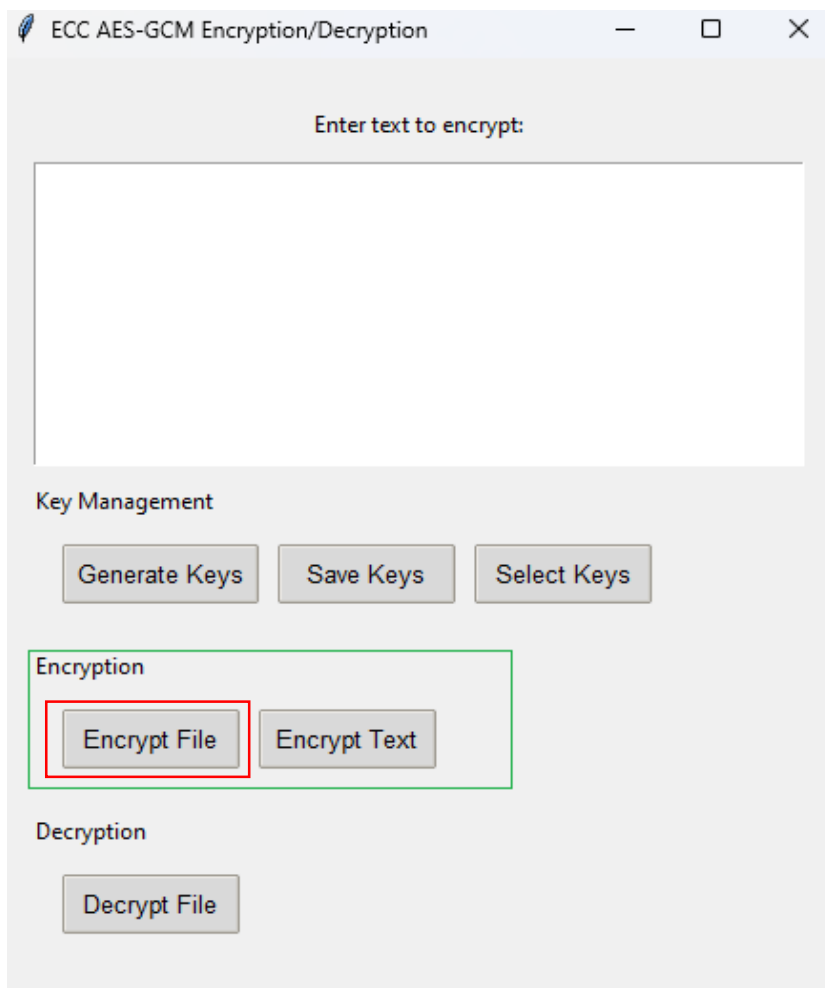 ECC AES-GCM Encryption/Decryption
Enter text to encrypt:
Key Management
Generate Keys Save Keys Select Keys
Encryption
Encrypt File Encrypt Text
Decryption
Decrypt File